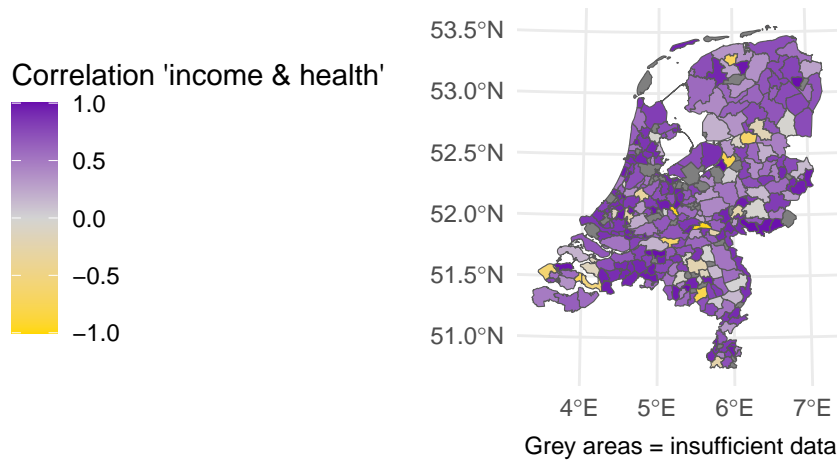 Correlation 'income & health'
1.0
0.5
0.0
−0.5
−1.0
53.5°N
53.0°N
52.5°N
52.0°N
51.5°N
51.0°N
4°E 5°E 6°E 7°E
Grey areas = insufficient data